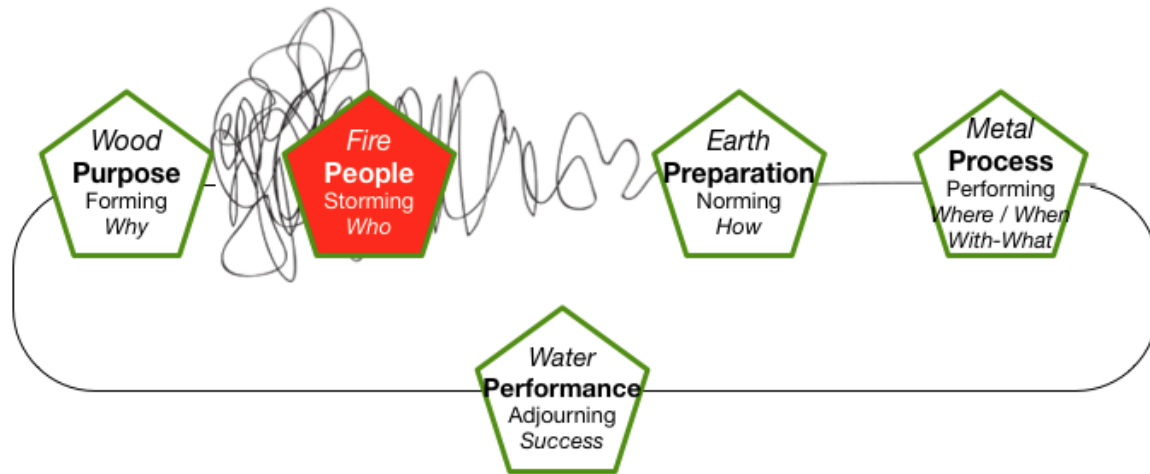 Wood
Purpose
Forming
Why
Fire
People
Storming
Who
Earth
Preparation
Norming
How
Metal
Process
Performing
Where / When
With-What
Water
Performance
Adjourning
Success